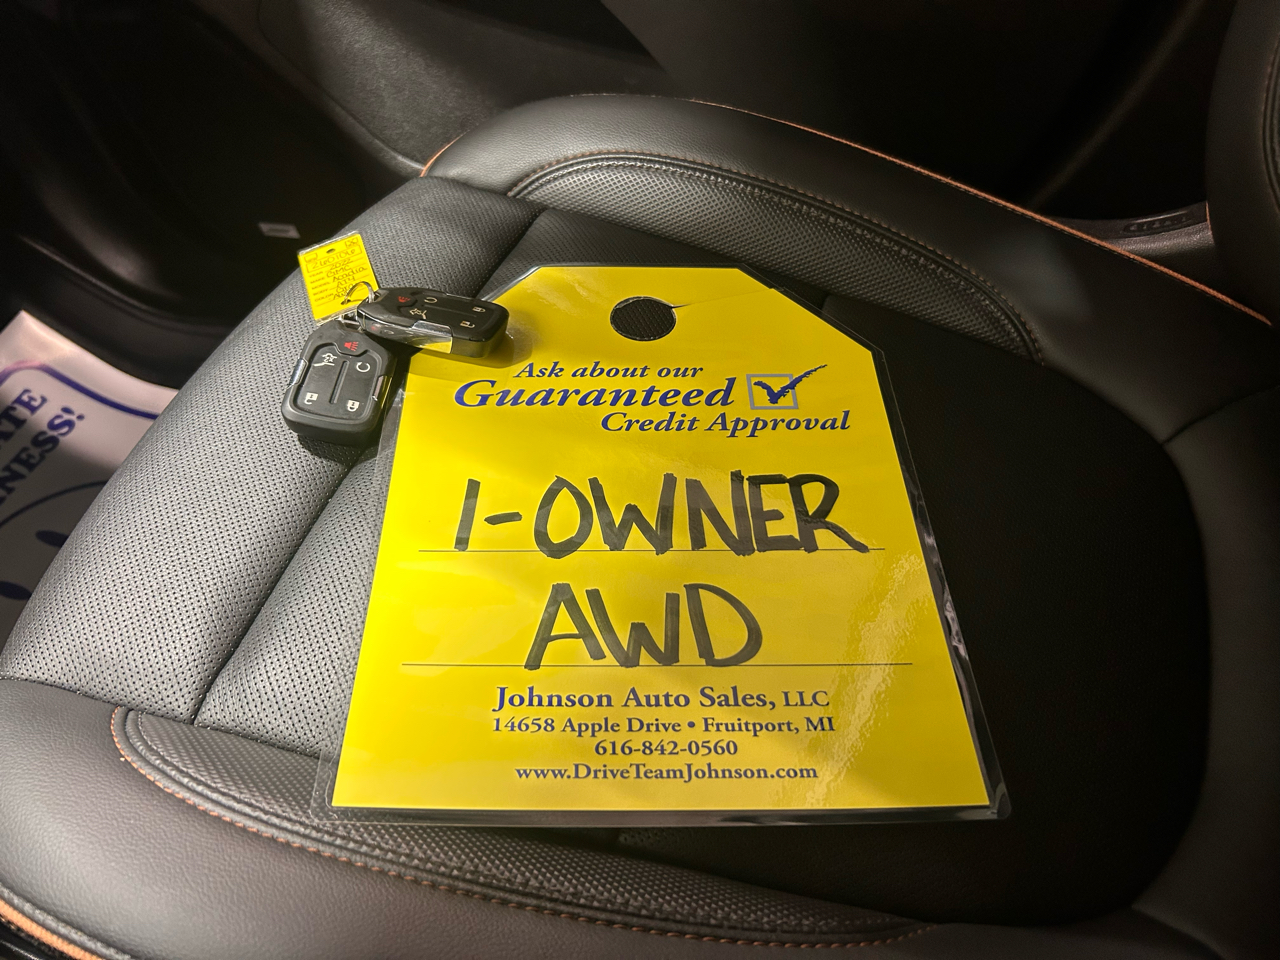 Ask about our
Guaranteed
Credit Approval
1-OWNER
AWD
Johnson Auto Sales, LLC
14658 Apple Drive • Fruitport, MI
616-842-0560
www.DriveTeamJohnson.com